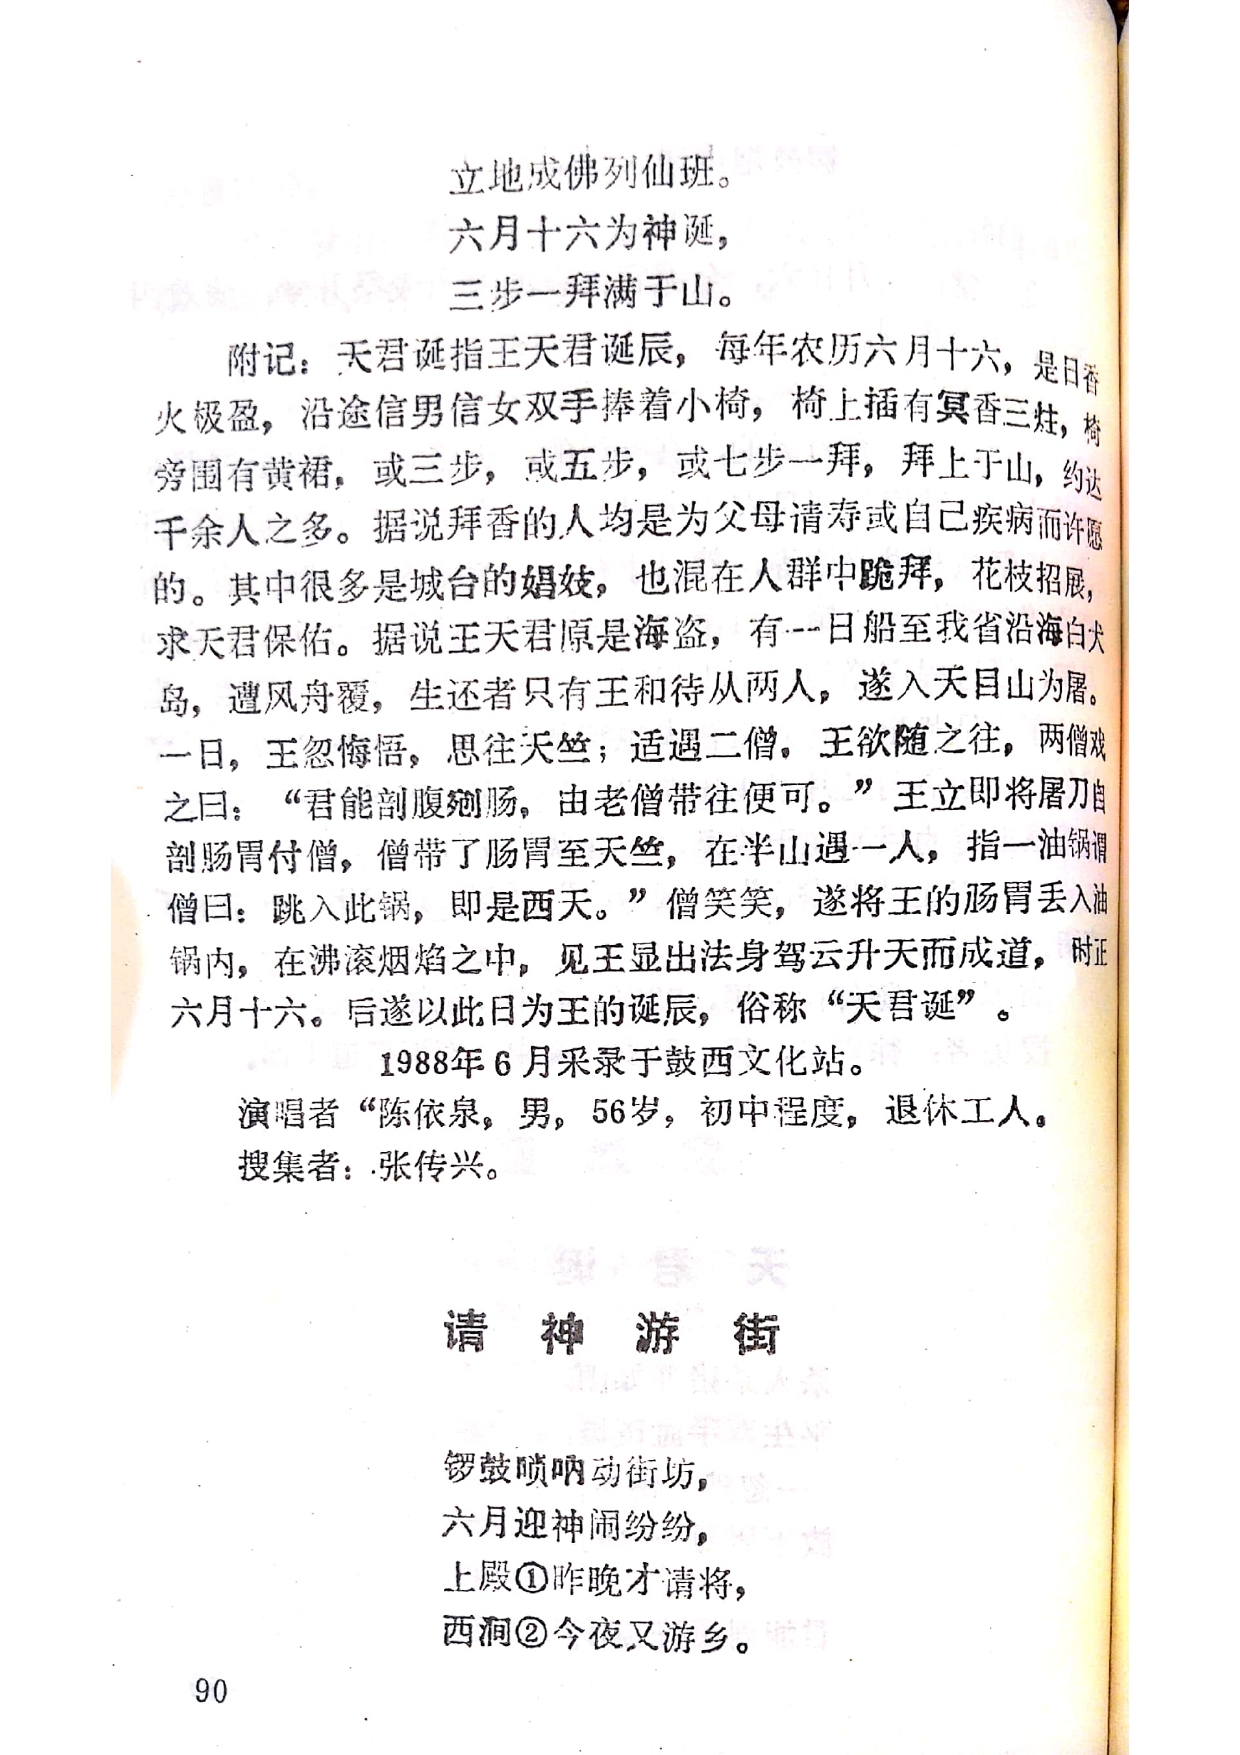 立地成佛列仙班。
六月十六为神诞，
三步一拜满于山。
附记：天君诞指王天君诞辰，每年农历六月十六，是日香
火极盈，沿途信男信女双手捧着小椅，椅上插有冥香三炷，椅
旁围有黄裙，或三步，或五步，或七步一拜，拜上于山，约达
千余人之多。据说拜香的人均是为父母请寿或自己疾病而许愿
的。其中很多是城台的娼妓，也混在人群中跪拜，花枝招展，
求天君保佑。据说王天君原是海盗，有一日船至我省沿海白犬
岛，遭风舟覆，生还者只有王和待从两人，遂入天目山为屠。
一日，王忽悔悟，思往天竺；适遇二僧，王欲随之往，两僧戏
之曰：“君能剖腹剜肠，由老僧带往便可。”王立即将屠刀自
剖肠胃付僧，僧带了肠胃至天竺，在半山遇一人，指一油锅谓
僧曰：跳入此锅，即是西天。”僧笑笑，遂将王的肠胃丢入油
锅内，在沸滚烟焰之中，见王显出法身驾云升天而成道，时正
六月十六。后遂以此日为王的诞辰，俗称“天君诞”。
1988年6月采录于鼓西文化站。
演唱者“陈依泉，男，56岁，初中程度，退休工人。
搜集者：张传兴。
请神游街
锣鼓唢呐动街坊，
六月迎神闹纷纷，
上殿①昨晚才请将，
西涧②今夜又游乡。
90